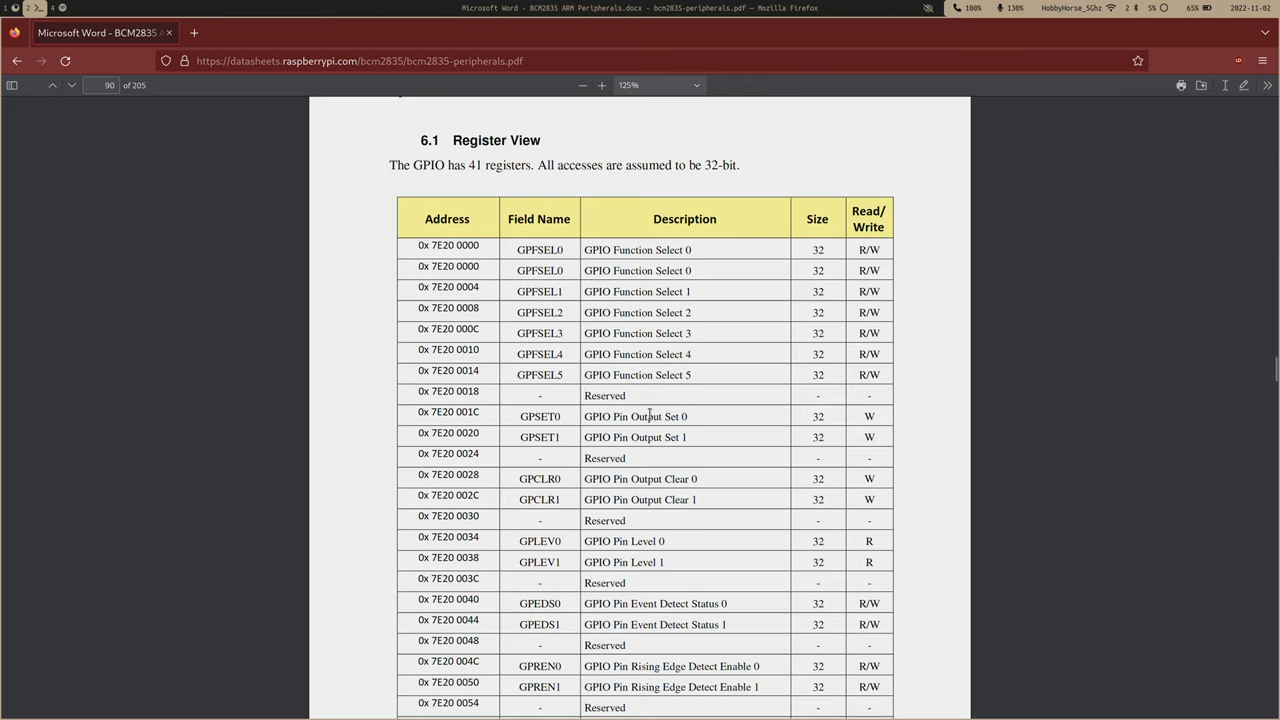 1 2 4 Microsoft Word - BCM2835 ARM Peripherals.docx - bcm2835-peripherals.pdf — Mozilla Firefox 100% 130% HobbyHorse_5Ghz 2 5% 65% 2022-11-02
Microsoft Word - BCM2835 A
https://datasheets.raspberrypi.com/bcm2835/bcm2835-peripherals.pdf
90 of 205 125%
6.1 Register View
The GPIO has 41 registers. All accesses are assumed to be 32-bit.
Address Field Name Description Size Read/
Write
0x 7E20 0000 GPFSEL0 GPIO Function Select 0 32 R/W
0x 7E20 0000 GPFSEL0 GPIO Function Select 0 32 R/W
0x 7E20 0004 GPFSEL1 GPIO Function Select 1 32 R/W
0x 7E20 0008 GPFSEL2 GPIO Function Select 2 32 R/W
0x 7E20 000C GPFSEL3 GPIO Function Select 3 32 R/W
0x 7E20 0010 GPFSEL4 GPIO Function Select 4 32 R/W
0x 7E20 0014 GPFSEL5 GPIO Function Select 5 32 R/W
0x 7E20 0018 - Reserved - -
0x 7E20 001C GPSET0 GPIO Pin Output Set 0 32 W
0x 7E20 0020 GPSET1 GPIO Pin Output Set 1 32 W
0x 7E20 0024 - Reserved - -
0x 7E20 0028 GPCLR0 GPIO Pin Output Clear 0 32 W
0x 7E20 002C GPCLR1 GPIO Pin Output Clear 1 32 W
0x 7E20 0030 - Reserved - -
0x 7E20 0034 GPLEV0 GPIO Pin Level 0 32 R
0x 7E20 0038 GPLEV1 GPIO Pin Level 1 32 R
0x 7E20 003C - Reserved - -
0x 7E20 0040 GPEDS0 GPIO Pin Event Detect Status 0 32 R/W
0x 7E20 0044 GPEDS1 GPIO Pin Event Detect Status 1 32 R/W
0x 7E20 0048 - Reserved - -
0x 7E20 004C GPREN0 GPIO Pin Rising Edge Detect Enable 0 32 R/W
0x 7E20 0050 GPREN1 GPIO Pin Rising Edge Detect Enable 1 32 R/W
0x 7E20 0054 - Reserved - -